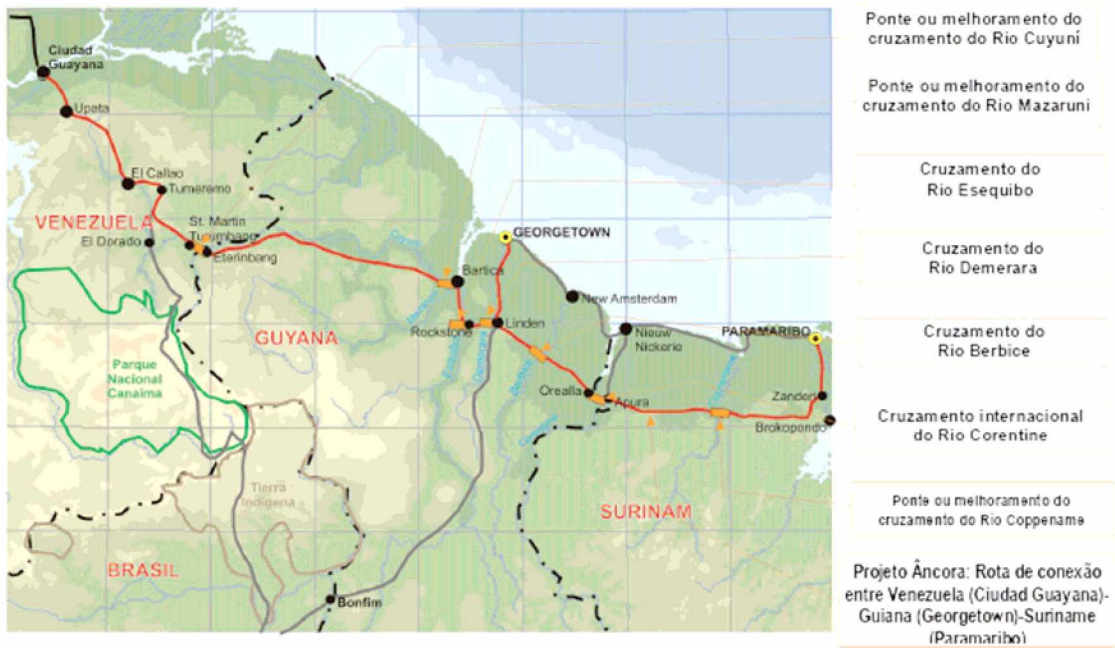 Ciudad
Guayana
Upata
El Callao
Tumeremo
VENEZUELA
St. Martin
El Dorado
Eterinbang
GEORGETOWN
Bartica
New Amsterdam
GUYANA
Rockstone
Linden
Nieuw
Nickerie
PARAMARIBO
Parque
Nacional
Canaima
Berbice
Orealla
Apura
Zanderi
Brokopondo
Tierra
Indigena
SURINAM
BRASIL
Bonfim
Ponte ou melhoramento do
cruzamento do Rio Cuyuní
Ponte ou melhoramento do
cruzamento do Rio Mazaruni
Cruzamento do
Rio Esequibo
Cruzamento do
Rio Demerara
Cruzamento do
Rio Berbice
Cruzamento internacional
do Rio Corentine
Ponte ou melhoramento do
cruzamento do Rio Coppename
Projeto Âncora: Rota de conexão
entre Venezuela (Ciudad Guayana)-
Guiana (Georgetown)-Suriname
(Paramaribo)